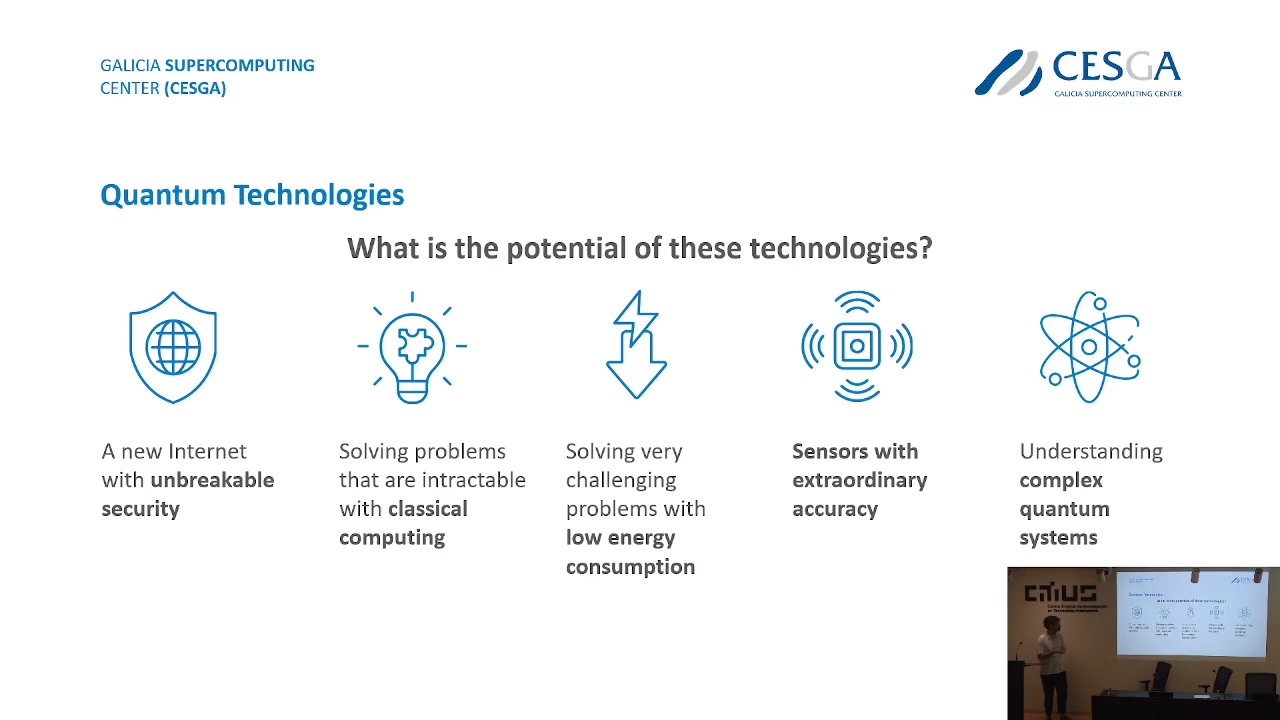 GALICIA SUPERCOMPUTING
CENTER (CESGA)
CESGA
GALICIA SUPERCOMPUTING CENTER
Quantum Technologies
What is the potential of these technologies?
A new Internet
with unbreakable
security
Solving problems
that are intractable
with classical
computing
Solving very
challenging
problems with
low energy
consumption
Sensors with
extraordinary
accuracy
Understanding
complex
quantum
systems
CiTIUS